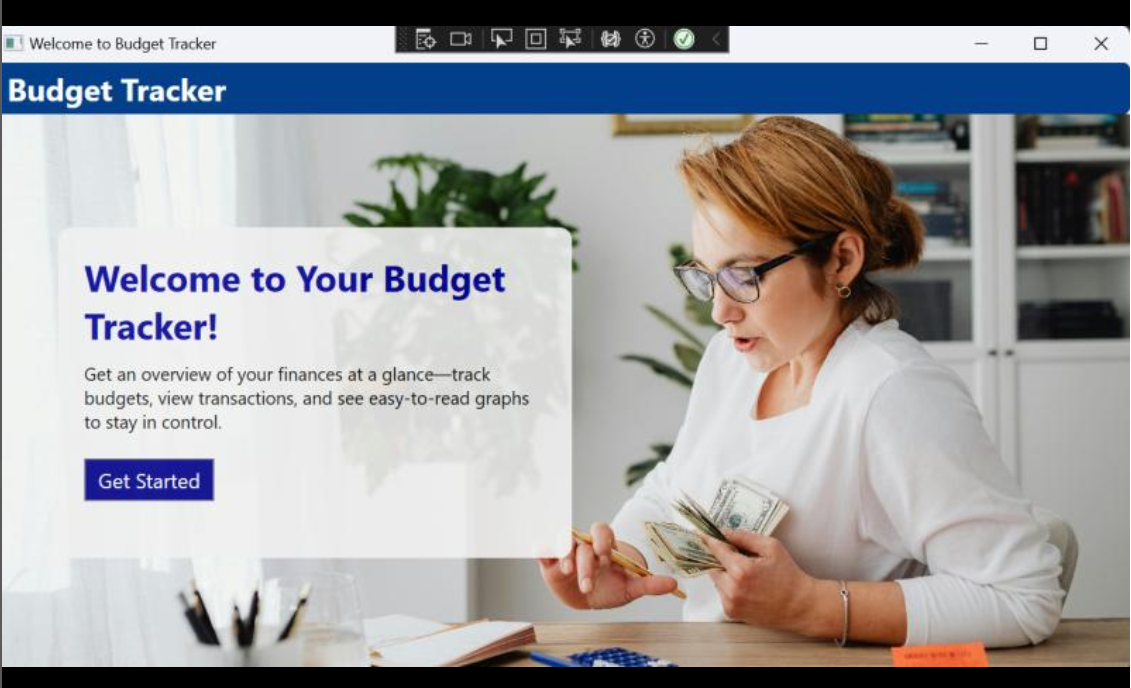 Welcome to Budget Tracker
Budget Tracker
Welcome to Your Budget
Tracker!
Get an overview of your finances at a glance—track
budgets, view transactions, and see easy-to-read graphs
to stay in control.
Get Started